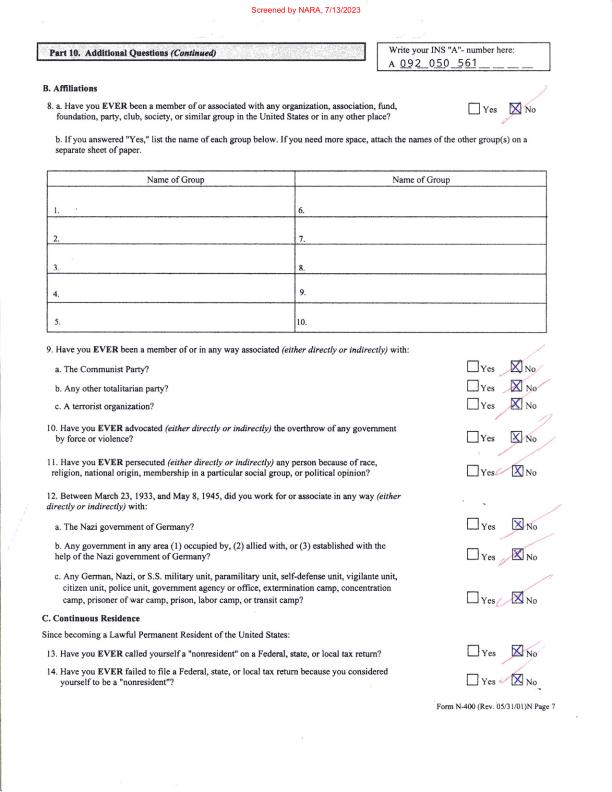 Screened by NARA, 7/13/2023
Part 10. Additional Questions (Continued)
Write your INS "A"- number here:
A 092 050 561
B. Affiliations
8. a. Have you EVER been a member of or associated with any organization, association, fund,
foundation, party, club, society, or similar group in the United States or in any other place?
Yes X No
b. If you answered "Yes," list the name of each group below. If you need more space, attach the names of the other group(s) on a
separate sheet of paper.
Name of Group Name of Group
1. 6.
2. 7.
3. 8.
4. 9.
5. 10.
9. Have you EVER been a member of or in any way associated (either directly or indirectly) with:
a. The Communist Party? Yes X No
b. Any other totalitarian party? Yes X No
c. A terrorist organization? Yes X No
10. Have you EVER advocated (either directly or indirectly) the overthrow of any government
by force or violence? Yes X No
11. Have you EVER persecuted (either directly or indirectly) any person because of race,
religion, national origin, membership in a particular social group, or political opinion? Yes X No
12. Between March 23, 1933, and May 8, 1945, did you work for or associate in any way (either
directly or indirectly) with:
a. The Nazi government of Germany? Yes X No
b. Any government in any area (1) occupied by, (2) allied with, or (3) established with the
help of the Nazi government of Germany? Yes X No
c. Any German, Nazi, or S.S. military unit, paramilitary unit, self-defense unit, vigilante unit,
citizen unit, police unit, government agency or office, extermination camp, concentration
camp, prisoner of war camp, prison, labor camp, or transit camp? Yes X No
C. Continuous Residence
Since becoming a Lawful Permanent Resident of the United States:
13. Have you EVER called yourself a "nonresident" on a Federal, state, or local tax return? Yes X No
14. Have you EVER failed to file a Federal, state, or local tax return because you considered
yourself to be a "nonresident"? Yes X No
Form N-400 (Rev. 05/31/01)N Page 7